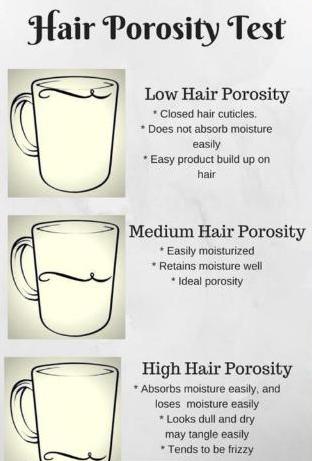 Hair Porosity Test
Low Hair Porosity
* Closed hair cuticles.
* Does not absorb moisture
easily
* Easy product build up on
hair
Medium Hair Porosity
* Easily moisturized
* Retains moisture well
* Ideal porosity
High Hair Porosity
* Absorbs moisture easily, and
loses moisture easily
* Looks dull and dry
may tangle easily
* Tends to be frizzy